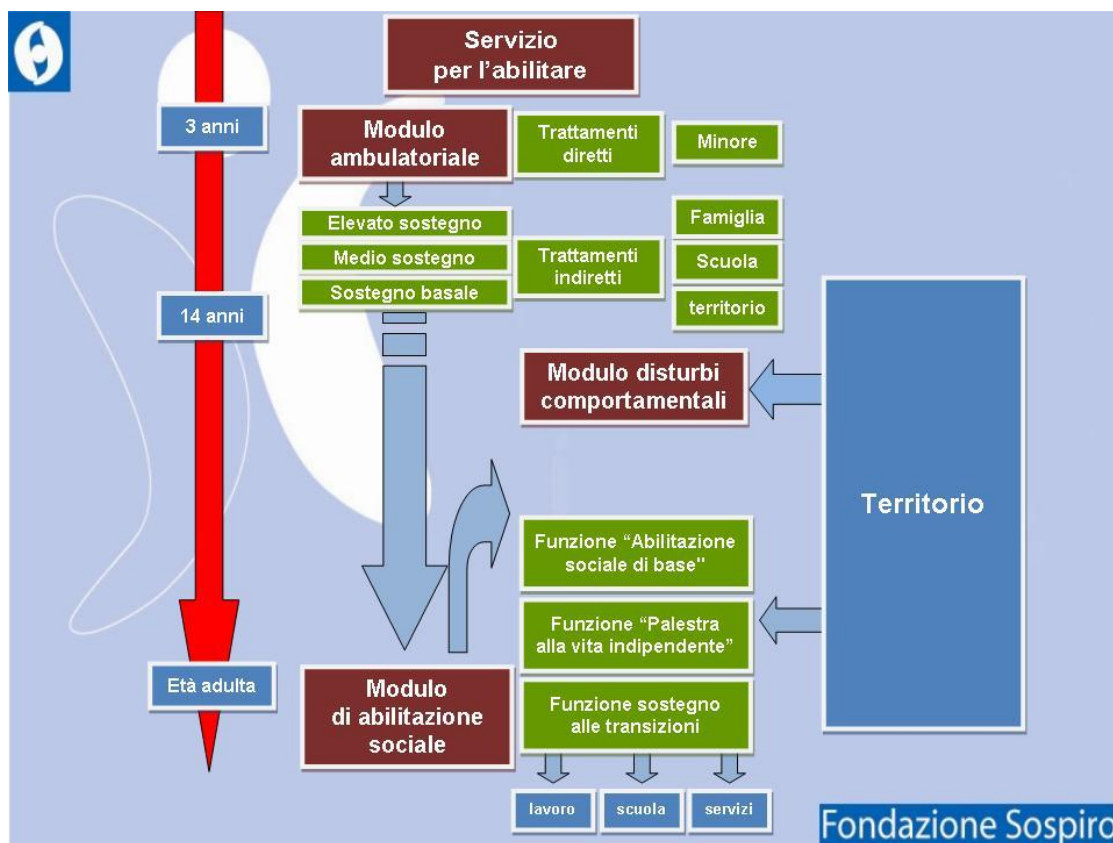 Servizio
per l’abilitare
3 anni
Modulo
ambulatoriale
Trattamenti
diretti
Minore
Elevato sostegno
Medio sostegno
Sostegno basale
Trattamenti
indiretti
Famiglia
Scuola
territorio
14 anni
Modulo disturbi
comportamentali
Territorio
Funzione “Abilitazione
sociale di base"
Funzione “Palestra
alla vita indipendente”
Età adulta
Modulo
di abilitazione
sociale
Funzione sostegno
alle transizioni
lavoro
scuola
servizi
Fondazione Sospiro